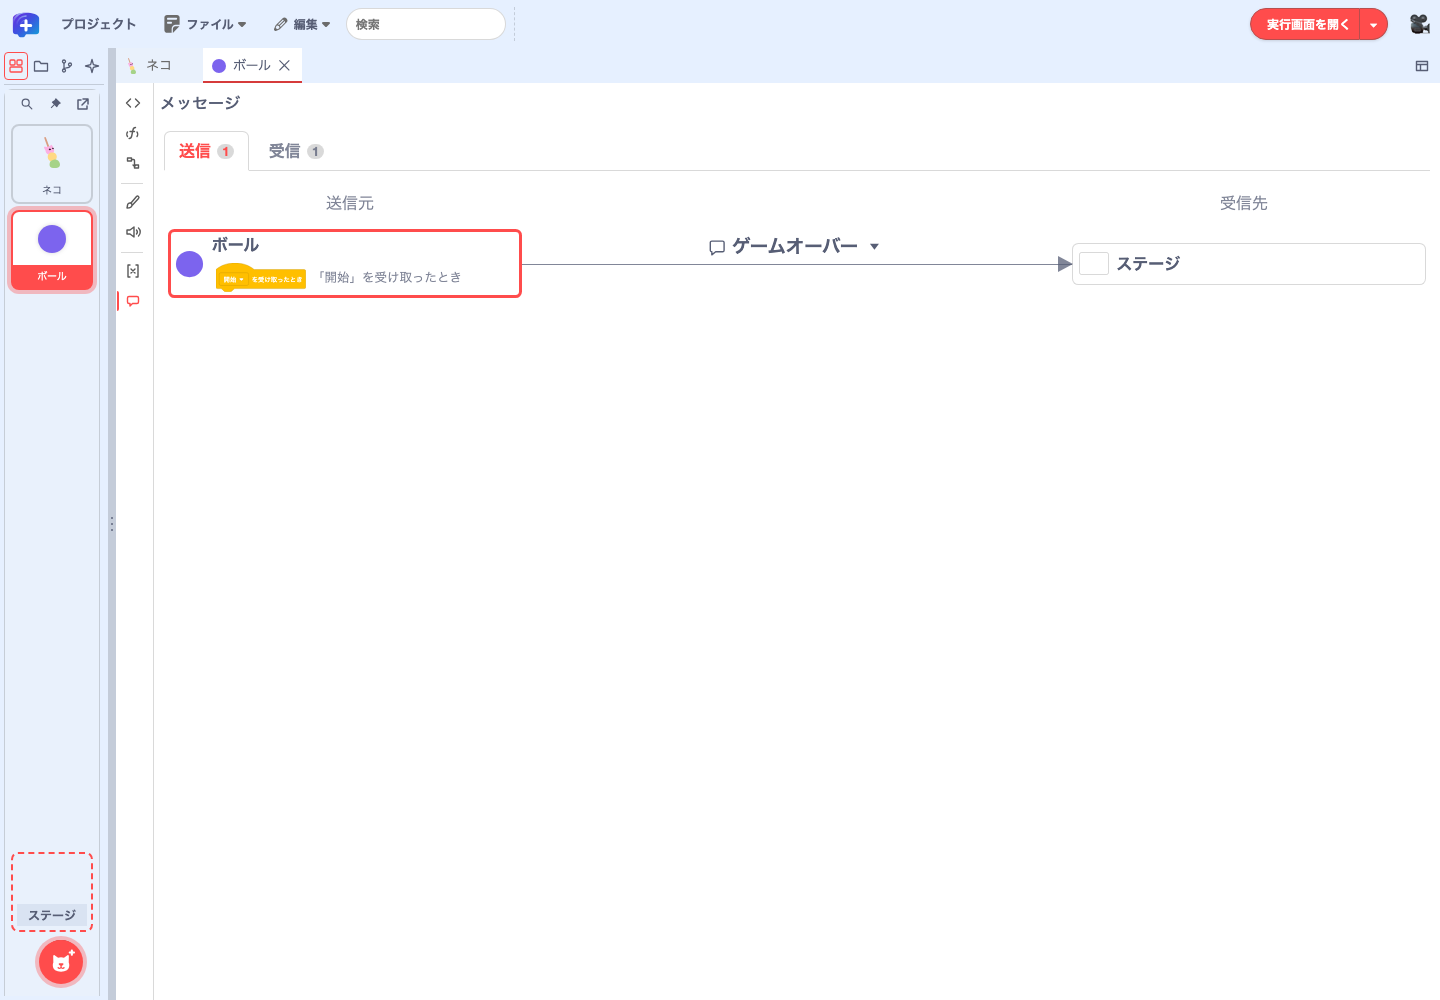 プロジェクト ファイル 編集 検索 実行画面を開く
ネコ ボール
メッセージ
送信 1 受信 1
送信元 受信先
ボール
開始 を受け取ったとき 「開始」を受け取ったとき
ゲームオーバー
ステージ
ネコ
ボール
ステージ